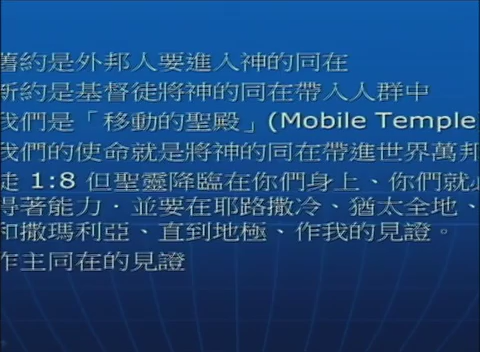 舊約是外邦人要進入神的同在
新約是基督徒將神的同在帶入人群中
我們是「移動的聖殿」(Mobile Temple
我們的使命就是將神的同在帶進世界萬邦
徒 1:8 但聖靈降臨在你們身上、你們就必
得著能力．並要在耶路撒冷、猶太全地、
和撒瑪利亞、直到地極、作我的見證。
作主同在的見證